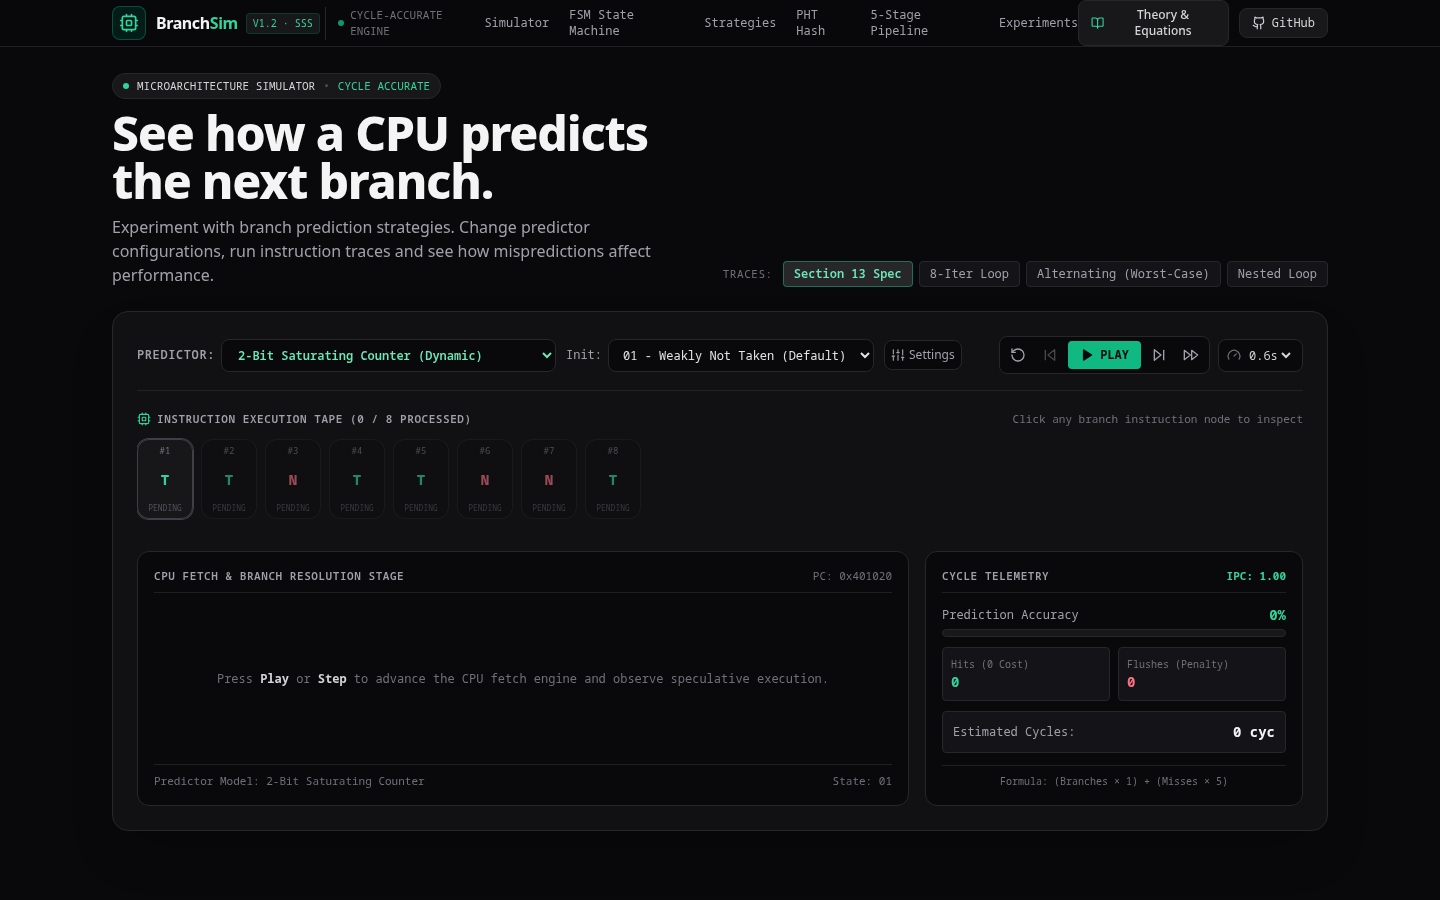 BranchSim V1.2 · SSS
CYCLE-ACCURATE
ENGINE
Simulator
FSM State
Machine
Strategies
PHT
Hash
5-Stage
Pipeline
Experiments
Theory &
Equations
GitHub
MICROARCHITECTURE SIMULATOR · CYCLE ACCURATE
See how a CPU predicts
the next branch.
Experiment with branch prediction strategies. Change predictor
configurations, run instruction traces and see how mispredictions affect
performance.
TRACES: Section 13 Spec 8-Iter Loop Alternating (Worst-Case) Nested Loop
PREDICTOR: 2-Bit Saturating Counter (Dynamic) Init: 01 - Weakly Not Taken (Default) Settings PLAY 0.6s
INSTRUCTION EXECUTION TAPE (0 / 8 PROCESSED) Click any branch instruction node to inspect
#1 #2 #3 #4 #5 #6 #7 #8
T T N T T N N T
PENDING PENDING PENDING PENDING PENDING PENDING PENDING PENDING
CPU FETCH & BRANCH RESOLUTION STAGE PC: 0x401020
Press Play or Step to advance the CPU fetch engine and observe speculative execution.
Predictor Model: 2-Bit Saturating Counter State: 01
CYCLE TELEMETRY IPC: 1.00
Prediction Accuracy 0%
Hits (0 Cost) Flushes (Penalty)
0 0
Estimated Cycles: 0 cyc
Formula: (Branches × 1) + (Misses × 5)